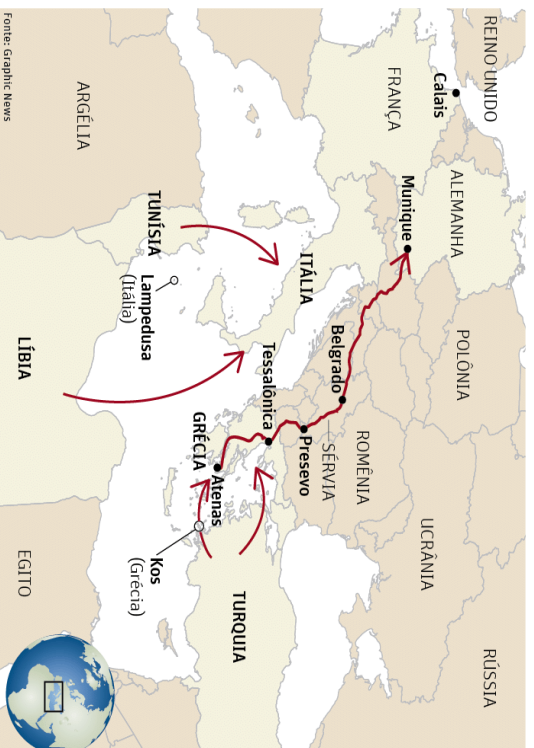 REINO UNIDO
Calais
FRANÇA
ALEMANHA
Munique
POLÔNIA
UCRÂNIA
RÚSSIA
ITÁLIA
Belgrado
ROMÊNIA
SÉRVIA
Presevo
Tessalônica
GRÉCIA
Atenas
Kos
(Grécia)
TURQUIA
ARGÉLIA
TUNÍSIA
Lampedusa
(Itália)
LÍBIA
EGITO
Fonte: Graphic News